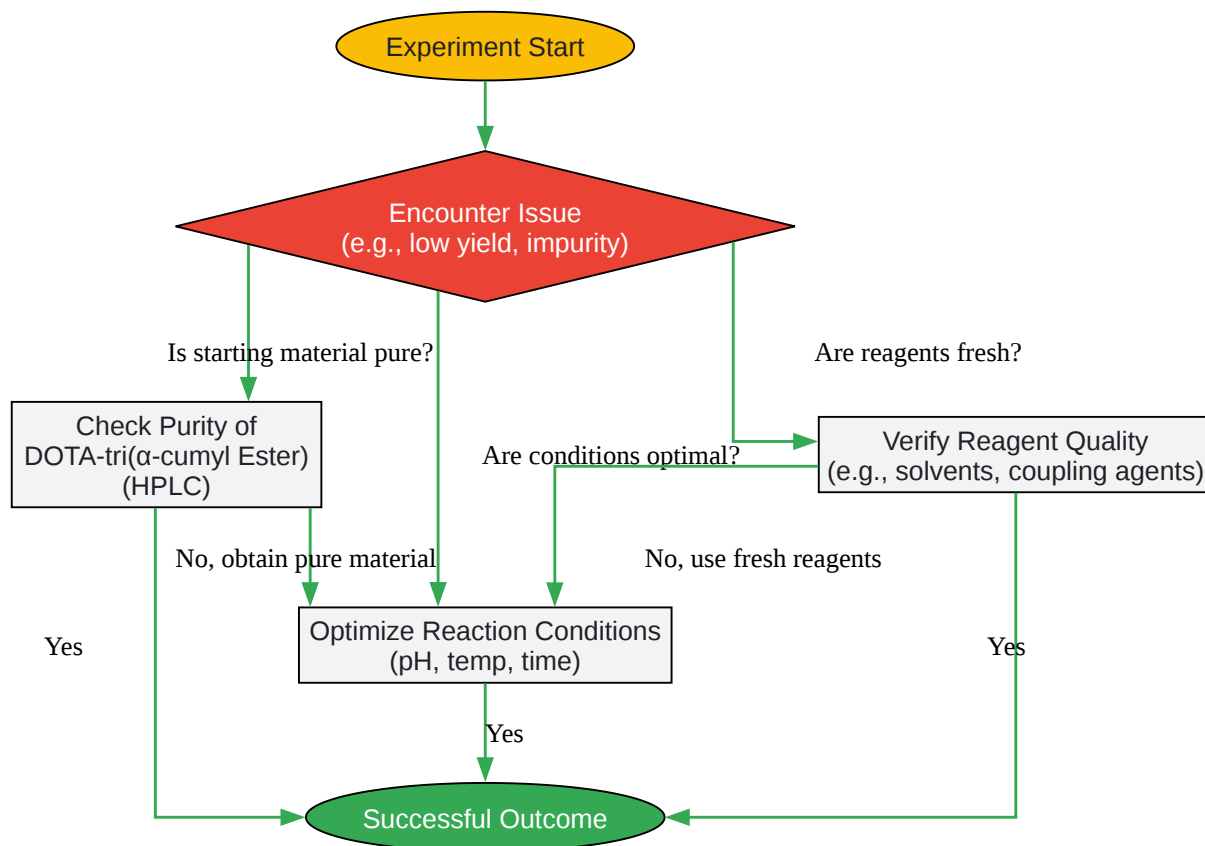 Experiment Start
Encounter Issue
(e.g., low yield, impurity)
Is starting material pure?
Are reagents fresh?
Check Purity of
DOTA-tri(α-cumyl Ester)
(HPLC)
Are conditions optimal?
Verify Reagent Quality
(e.g., solvents, coupling agents)
No, obtain pure material
No, use fresh reagents
Optimize Reaction Conditions
(pH, temp, time)
Yes
Yes
Yes
Successful Outcome